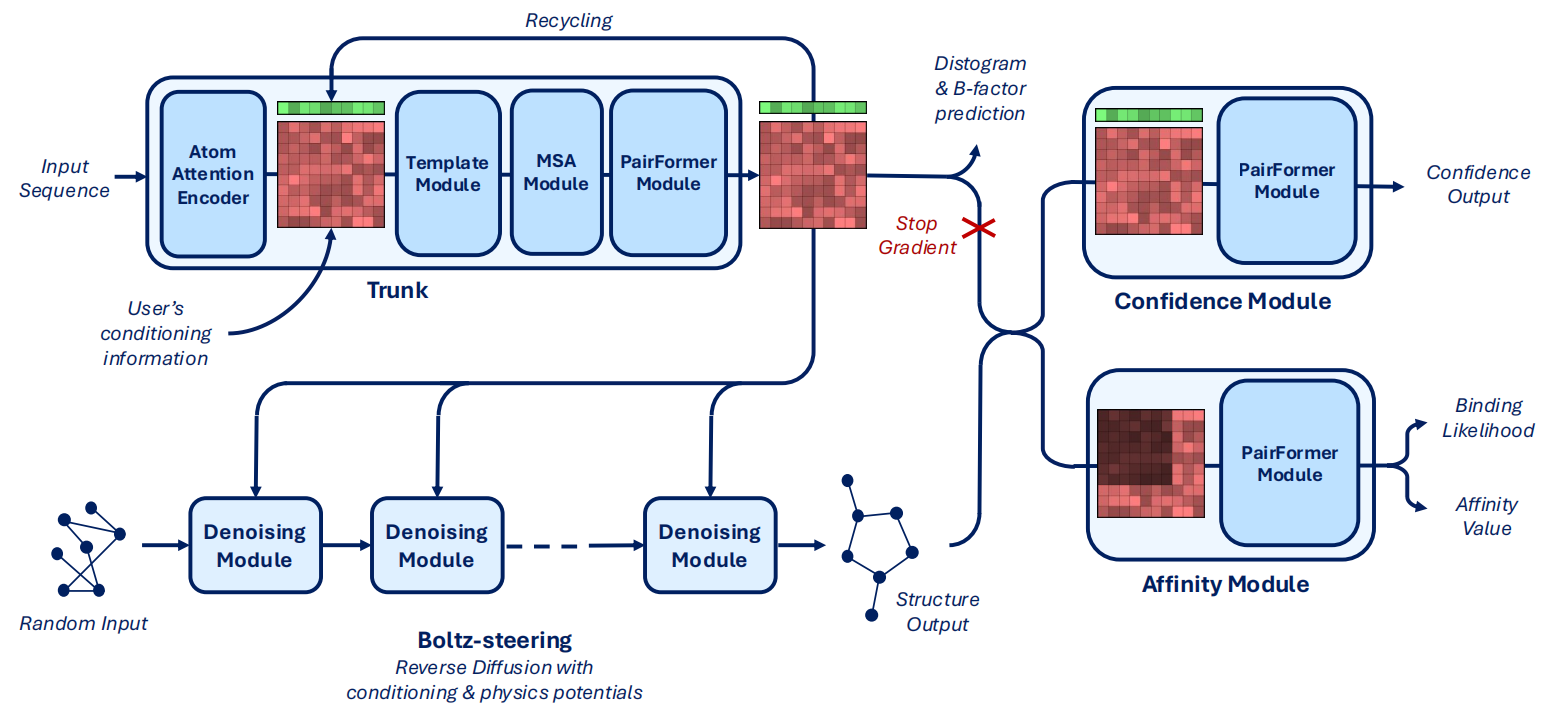 Recycling
Input
Sequence
Atom
Attention
Encoder
Template
Module
MSA
Module
PairFormer
Module
Trunk
User’s
conditioning
information
Distogram
& B-factor
prediction
Stop
Gradient
PairFormer
Module
Confidence
Output
Confidence Module
PairFormer
Module
Binding
Likelihood
Affinity
Value
Affinity Module
Random Input
Denoising
Module
Denoising
Module
Denoising
Module
Structure
Output
Boltz-steering
Reverse Diffusion with
conditioning & physics potentials